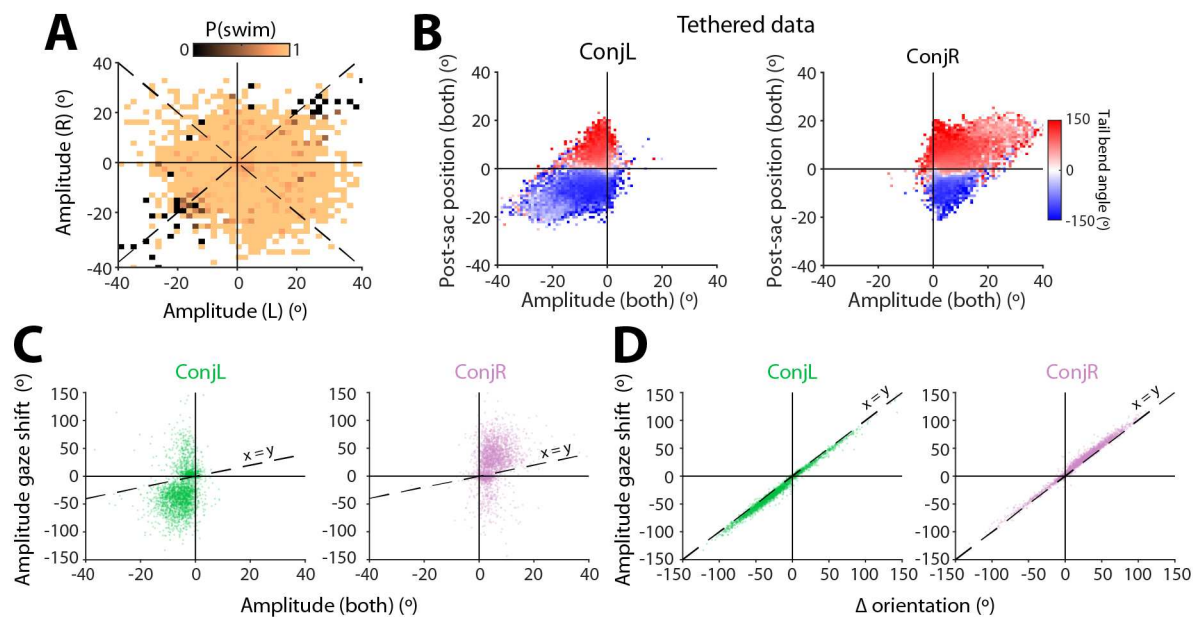 A
P(swim)
0 1
Amplitude (R) (º)
40
20
0
-20
-40
-40 -20 0 20 40
Amplitude (L) (º)
B
Tethered data
ConjL
Post-sac position (both) (º)
40
20
0
-20
-40
-40 -20 0 20 40
Amplitude (both) (º)
ConjR
Post-sac position (both) (º)
40
20
0
-20
-40
-40 -20 0 20 40
Amplitude (both) (º)
150
0
-150
Tail bend angle (º)
C
ConjL
Amplitude gaze shift (º)
150
100
50
0
-50
-100
-150
x = y
-40 -20 0 20 40
ConjR
150
100
50
0
-50
-100
-150
x = y
-40 -20 0 20 40
Amplitude (both) (º)
D
ConjL
Amplitude gaze shift (º)
150
100
50
0
-50
-100
-150
x = y
-150 -100 -50 0 50 100 150
ConjR
150
100
50
0
-50
-100
-150
x = y
-150 -100 -50 0 50 100 150
Δ orientation (º)